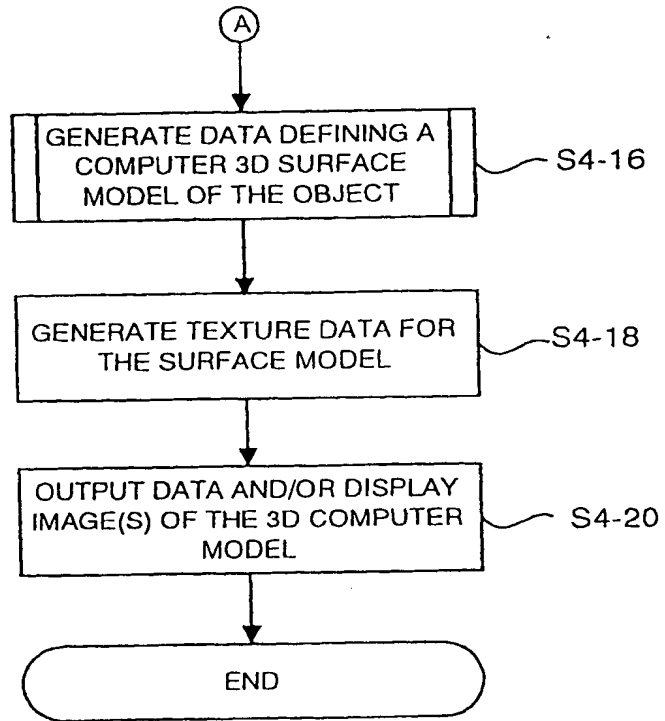 A
GENERATE DATA DEFINING A
COMPUTER 3D SURFACE
MODEL OF THE OBJECT
S4-16
GENERATE TEXTURE DATA FOR
THE SURFACE MODEL
S4-18
OUTPUT DATA AND/OR DISPLAY
IMAGE(S) OF THE 3D COMPUTER
MODEL
S4-20
END